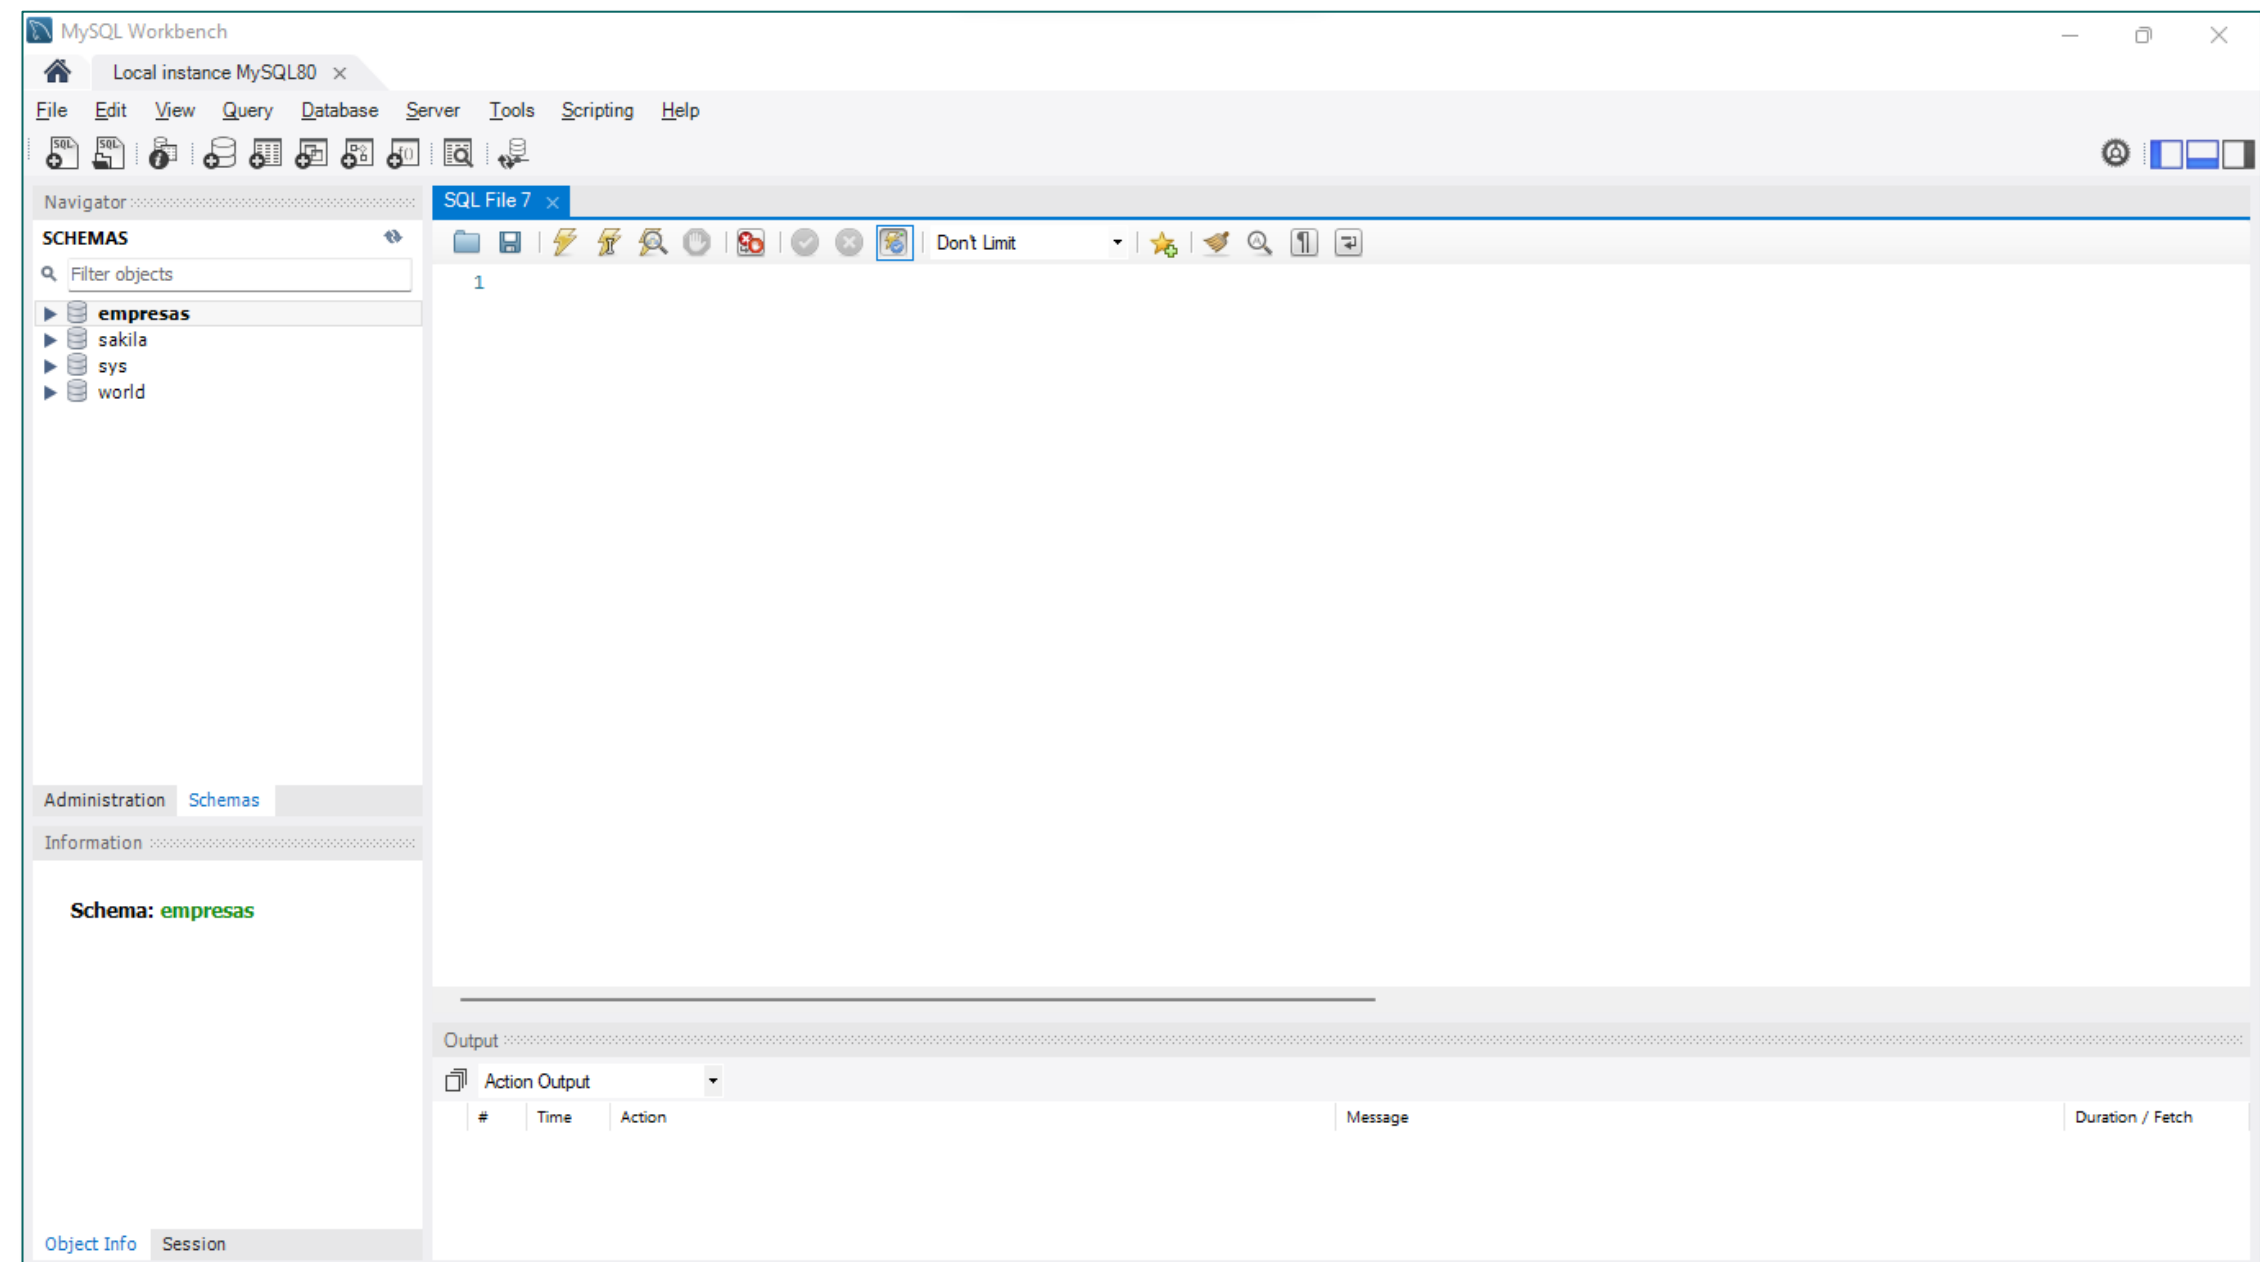 MySQL Workbench
Local instance MySQL80
File Edit View Query Database Server Tools Scripting Help
Navigator
SQL File 7
SCHEMAS
Don't Limit
Filter objects
1
empresas
sakila
sys
world
Administration Schemas
Information
Schema: empresas
Output
Action Output
# Time Action Message Duration / Fetch
Object Info Session